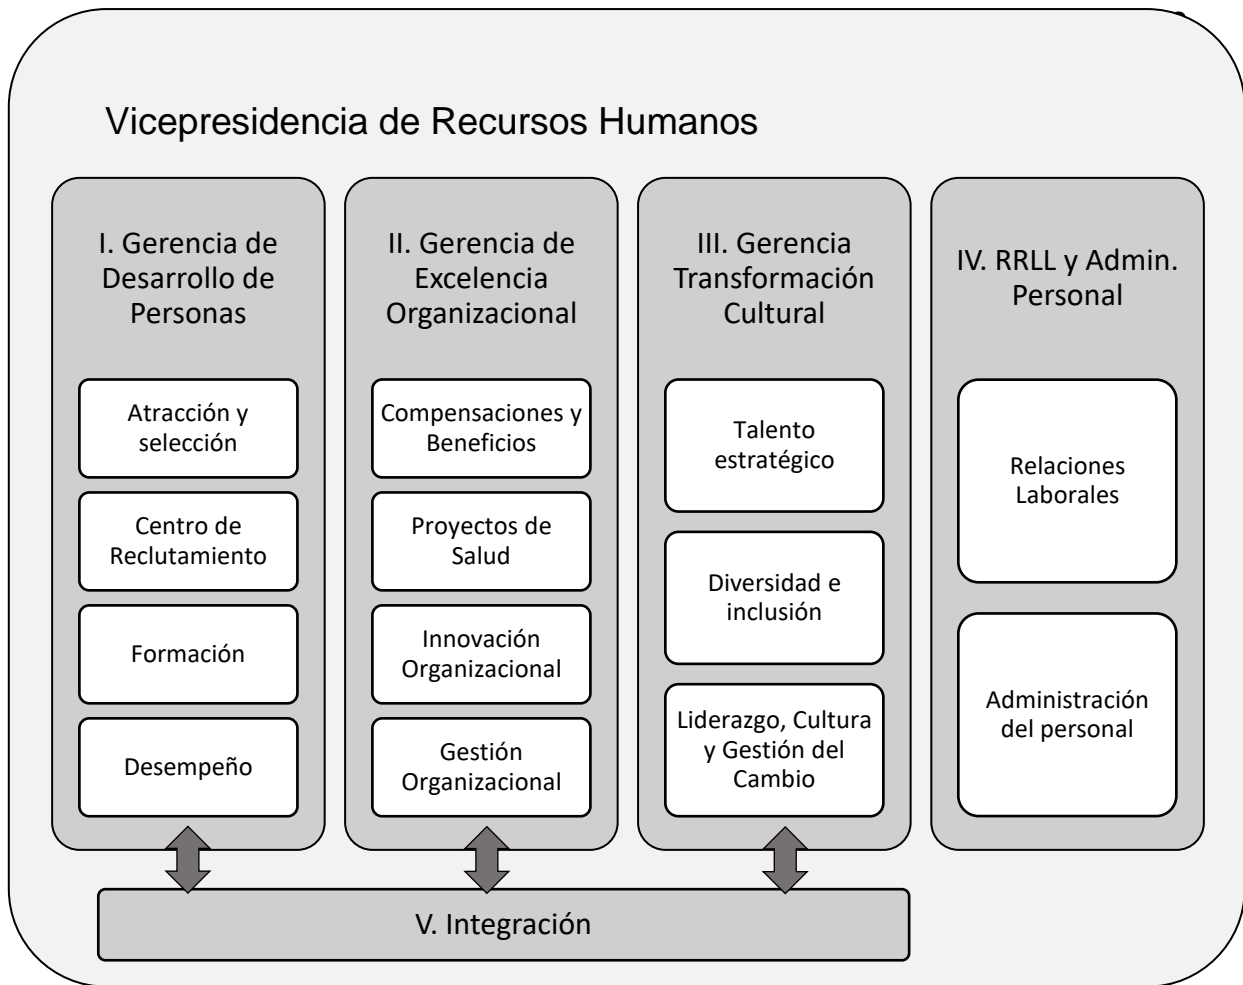 Vicepresidencia de Recursos Humanos
I. Gerencia de
Desarrollo de
Personas
Atracción y
selección
Centro de
Reclutamiento
Formación
Desempeño
II. Gerencia de
Excelencia
Organizacional
Compensaciones y
Beneficios
Proyectos de
Salud
Innovación
Organizacional
Gestión
Organizacional
III. Gerencia
Transformación
Cultural
Talento
estratégico
Diversidad e
inclusión
Liderazgo, Cultura
y Gestión del
Cambio
IV. RRLL y Admin.
Personal
Relaciones
Laborales
Administración
del personal
V. Integración